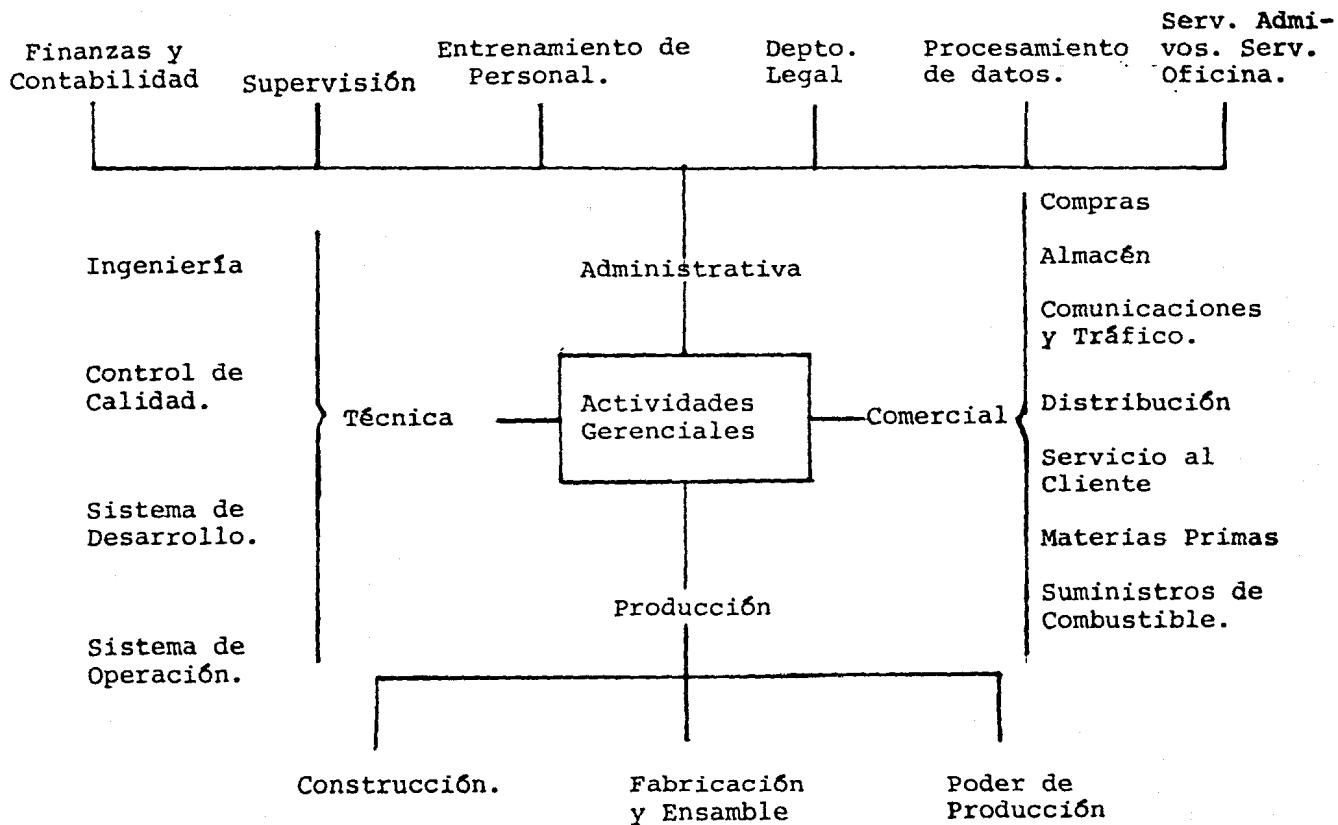 Finanzas y
Contabilidad
Supervisión
Entrenamiento de
Personal.
Depto.
Legal
Procesamiento
de datos.
Serv. Admi-
vos. Serv.
Oficina.
Administrativa
Ingeniería
Control de
Calidad.
Sistema de
Desarrollo.
Sistema de
Operación.
Técnica
Actividades
Gerenciales
Comercial
Compras
Almacén
Comunicaciones
y Tráfico.
Distribución
Servicio al
Cliente
Materias Primas
Suministros de
Combustible.
Producción
Construcción.
Fabricación
y Ensamble
Poder de
Producción